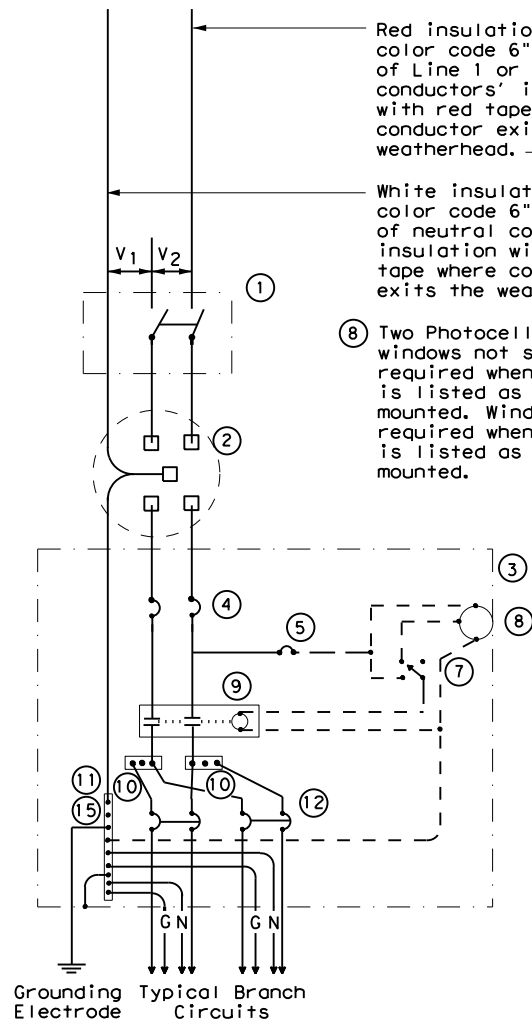 Red insulatio
color code 6"
of Line 1 or
conductors' i
with red tape
conductor exi
weatherhead.
White insulat
color code 6"
of neutral co
insulation wi
tape where co
exits the wea
V1
V2
1
8 Two Photocell
windows not s
required when
is listed as
mounted. Wind
required when
is listed as
mounted.
2
3
4
5
8
7
9
11
10
10
15
12
G N
G N
Grounding Typical Branch
Electrode Circuits